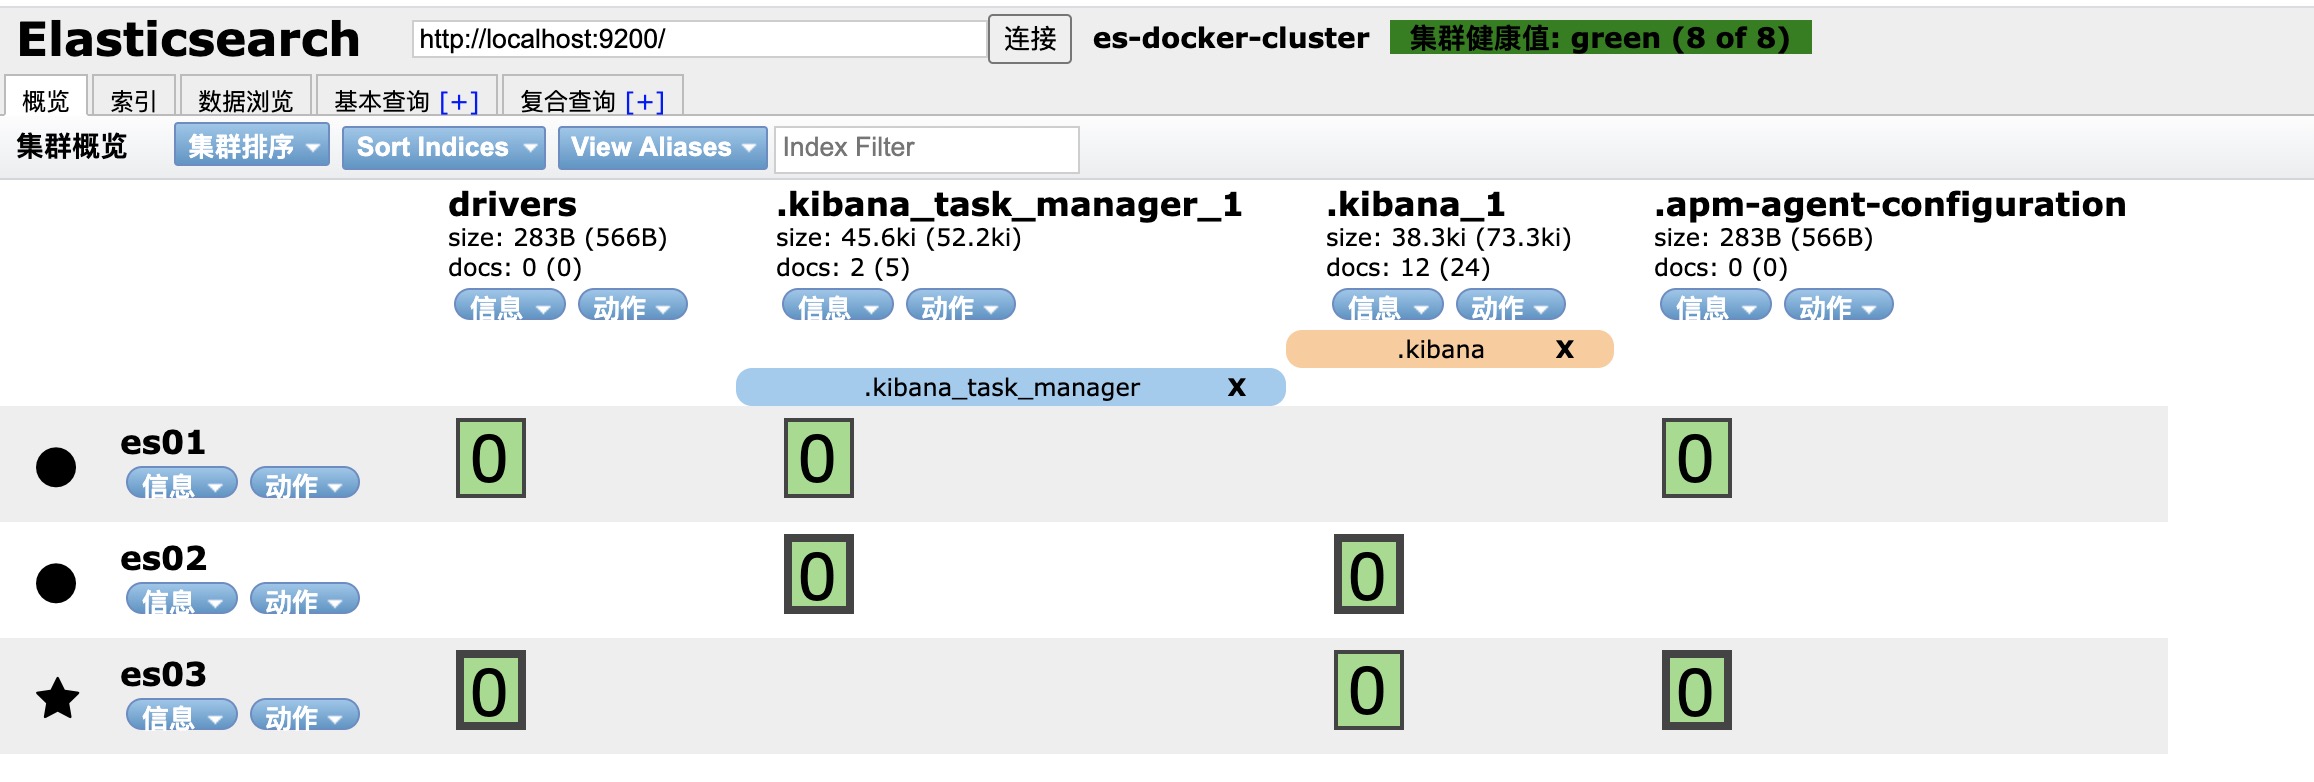 Elasticsearch http://localhost:9200/ 连接 es-docker-cluster 集群健康值: green (8 of 8)
概览 索引 数据浏览 基本查询 [+] 复合查询 [+]
集群概览 集群排序 Sort Indices View Aliases Index Filter
drivers .kibana_task_manager_1 .kibana_1 .apm-agent-configuration
size: 283B (566B) size: 45.6ki (52.2ki) size: 38.3ki (73.3ki) size: 283B (566B)
docs: 0 (0) docs: 2 (5) docs: 12 (24) docs: 0 (0)
信息 动作 信息 动作 信息 动作 信息 动作
.kibana X
.kibana_task_manager X
es01 0 0 0
信息 动作
es02 0 0
信息 动作
es03 0 0 0
信息 动作